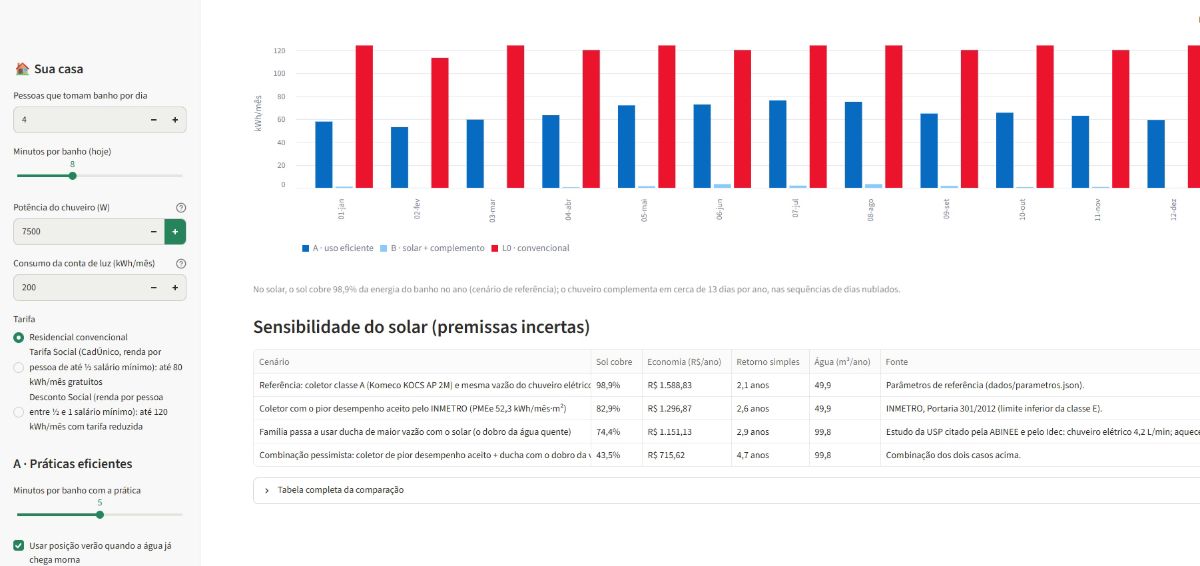 🏠 Sua casa
Pessoas que tomam banho por dia
4
− +
Minutos por banho (hoje)
8
Potência do chuveiro (W)
7500
− +
Consumo da conta de luz (kWh/mês)
200
− +
Tarifa
Residencial convencional
Tarifa Social (CadÚnico, renda por
pessoa de até ½ salário mínimo): até 80
kWh/mês gratuitos
Desconto Social (renda por pessoa
entre ½ e 1 salário mínimo): até 120
kWh/mês com tarifa reduzida
A · Práticas eficientes
Minutos por banho com a prática
5
Usar posição verão quando a água já
chega morna
kWh/mês
120
100
80
60
40
20
0
01-jan
02-fev
03-mar
04-abr
05-mai
06-jun
07-jul
08-ago
09-set
10-out
11-nov
12-dez
A · uso eficiente
B · solar + complemento
L0 · convencional
No solar, o sol cobre 98,9% da energia do banho no ano (cenário de referência); o chuveiro complementa em cerca de 13 dias por ano, nas sequências de dias nublados.
Sensibilidade do solar (premissas incertas)
Cenário Sol cobre Economia (R$/ano) Retorno simples Água (m³/ano) Fonte
Referência: coletor classe A (Komeco KOCS AP 2M) e mesma vazão do chuveiro elétrico 98,9% R$ 1.588,83 2,1 anos 49,9 Parâmetros de referência (dados/parametros.json).
Coletor com o pior desempenho aceito pelo INMETRO (PMEe 52,3 kWh/mês·m²) 82,9% R$ 1.296,87 2,6 anos 49,9 INMETRO, Portaria 301/2012 (limite inferior da classe E).
Família passa a usar ducha de maior vazão com o solar (o dobro da água quente) 74,4% R$ 1.151,13 2,9 anos 99,8 Estudo da USP citado pela ABINEE e pelo Idec: chuveiro elétrico 4,2 L/min; aquece
Combinação pessimista: coletor de pior desempenho aceito + ducha com o dobro da v 43,5% R$ 715,62 4,7 anos 99,8 Combinação dos dois casos acima.
Tabela completa da comparação